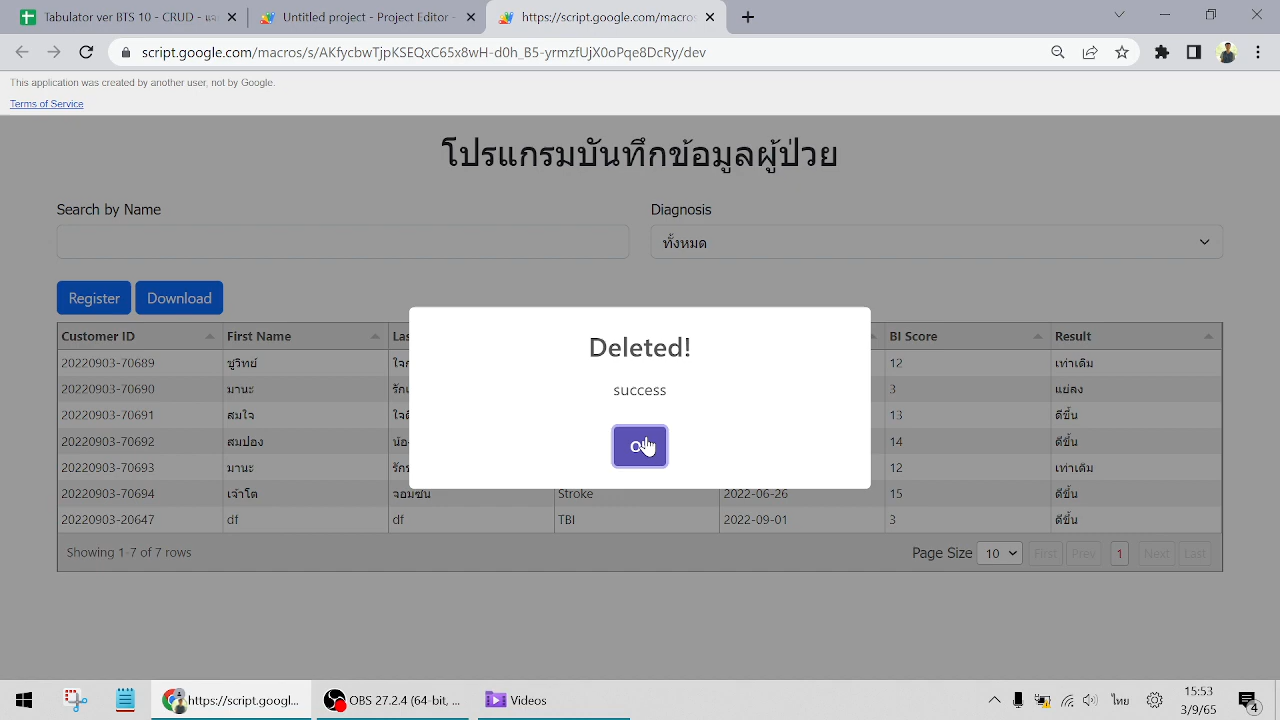 Tabulator ver BTS 10 - CRUD - แล
Untitled project - Project Editor -
https://script.google.com/macros
script.google.com/macros/s/AKfycbwTjpKSEQxC65x8wH-d0h_B5-yrmzfUjX0oPqe8DcRy/dev
This application was created by another user, not by Google.
Terms of Service
โปรแกรมบันทึกข้อมูลผู้ป่วย
Search by Name
Diagnosis
ทั้งหมด
Register Download
Customer ID First Name Las BI Score Result
20220903-70689 ชูวิทย์ ใจก 12 เท่าเดิม
20220903-70690 มานะ รัก 3 แย่ลง
20220903-70691 สมใจ ใจดี 13 ดีขึ้น
20220903-70692 สมปอง น้อ 14 ดีขึ้น
20220903-70693 มานะ รัก 12 เท่าเดิม
20220903-70694 เจ้าโต จอมซน Stroke 2022-06-26 15 ดีขึ้น
20220903-20647 df df TBI 2022-09-01 3 ดีขึ้น
Deleted!
success
Showing 1-7 of 7 rows
Page Size 10 First Prev 1 Next Last
https://script.googl...
OBS 27.2.4 (64-bit, ...
Videos
ไทย
15:53
3/9/65
4